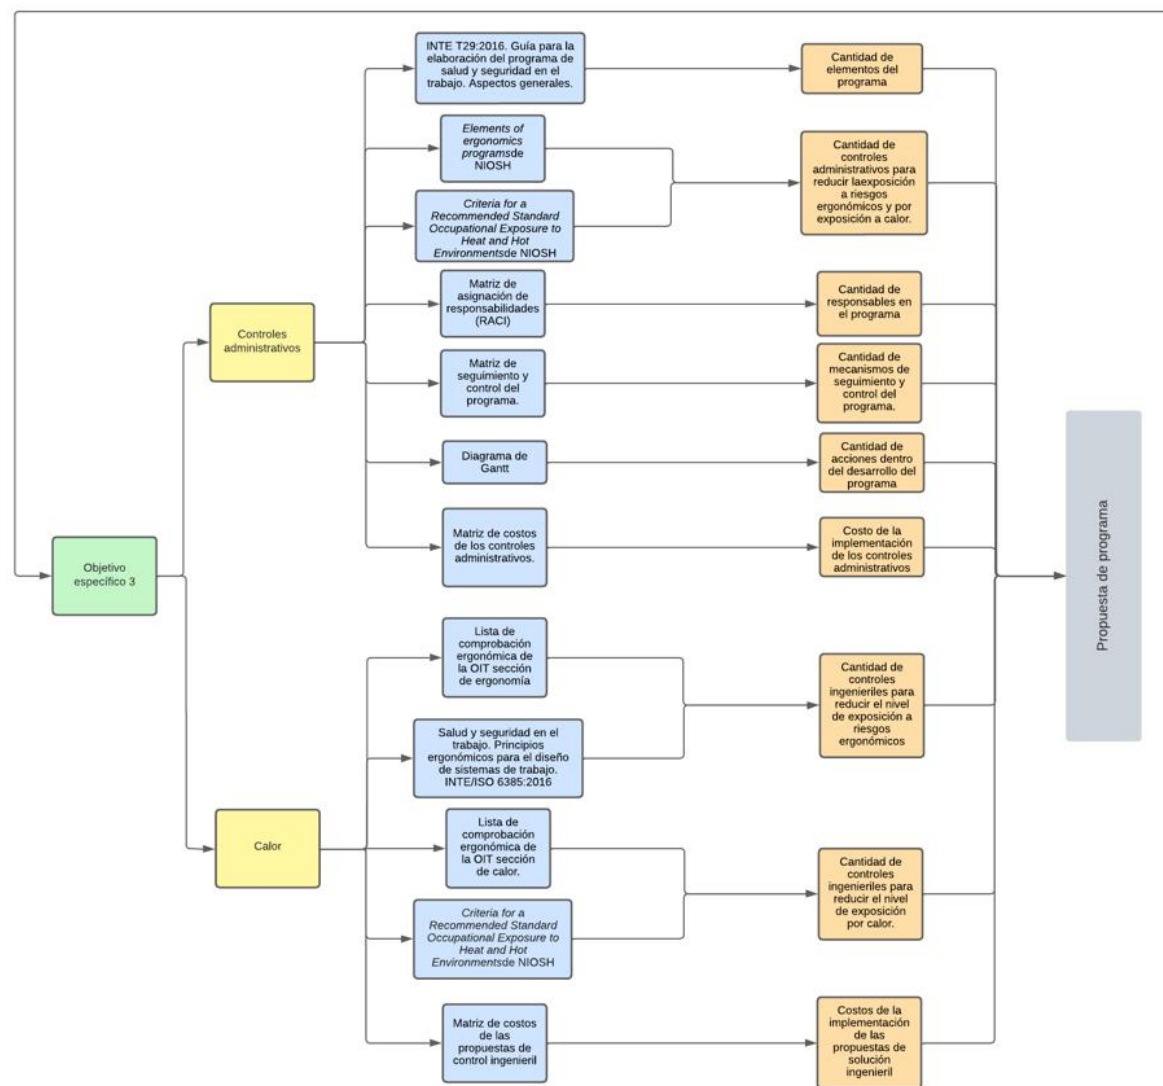 INTE T29:2016. Guía para la
elaboración del programa de
salud y seguridad en el
trabajo. Aspectos generales.
Cantidad de
elementos del
programa
Elements of
ergonomics
programsde
NIOSH
Cantidad de
controles
administrativos para
reducir laexposición
a riesgos
ergonómicos y por
exposición a calor.
Criteria for a
Recommended Standard
Occupational Exposure to
Heat and Hot
Environmentsde NIOSH
Matriz de
asignación de
responsabilidades
(RACI)
Cantidad de
responsables en
el programa
Controles
administrativos
Matriz de
seguimiento y
control del
programa.
Cantidad de
mecanismos de
seguimiento y
control del
programa.
Diagrama de
Gantt
Cantidad de
acciones dentro
del desarrollo del
programa
Matriz de costos
de los controles
administrativos.
Costo de la
implementación
de los controles
administrativos
Objetivo
específico 3
Propuesta de programa
Lista de
comprobación
ergonómica de
la OIT sección
de ergonomía
Cantidad de
controles
ingenieriles para
reducir el nivel
de exposición a
riesgos
ergonómicos
Salud y seguridad en el
trabajo. Principios
ergonómicos para el diseño
de sistemas de trabajo.
INTE/ISO 6385:2016
Calor
Lista de
comprobación
ergonómica de
la OIT sección
de calor.
Cantidad de
controles
ingenieriles para
reducir el nivel
de exposición
por calor.
Criteria for a
Recommended Standard
Occupational Exposure to
Heat and Hot
Environmentsde NIOSH
Matriz de costos
de las
propuestas de
control ingenieril
Costos de la
implementación
de las
propuestas de
solución
ingenieril